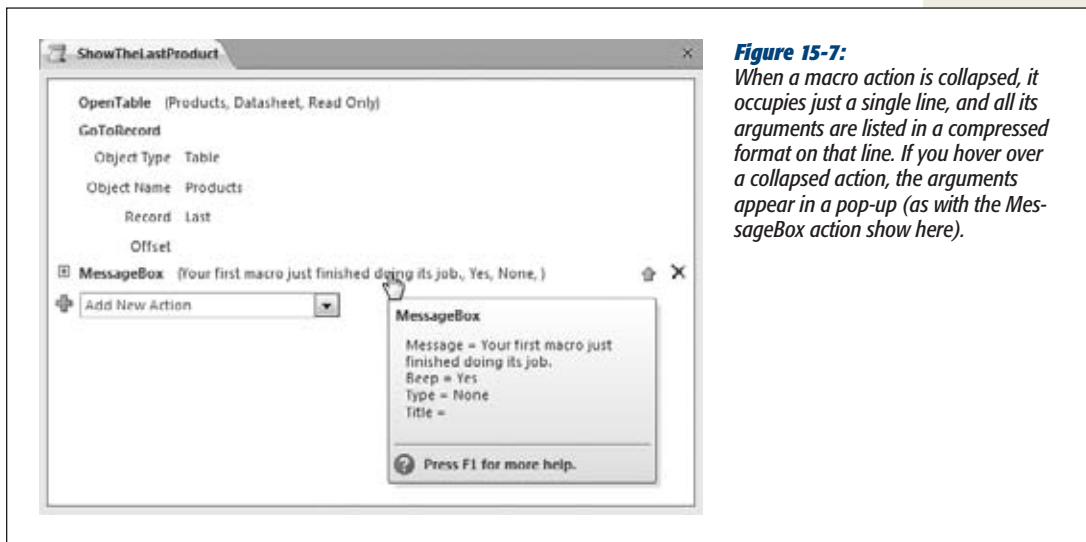 ShowTheLastProduct
OpenTable (Products, Datasheet, Read Only)
GoToRecord
Object Type Table
Object Name Products
Record Last
Offset
MessageBox (Your first macro just finished doing its job., Yes, None, )
Add New Action
MessageBox
Message = Your first macro just
finished doing its job.
Beep = Yes
Type = None
Title =
Press F1 for more help.
Figure 15-7:
When a macro action is collapsed, it
occupies just a single line, and all its
arguments are listed in a compressed
format on that line. If you hover over
a collapsed action, the arguments
appear in a pop-up (as with the Mes-
sageBox action show here).